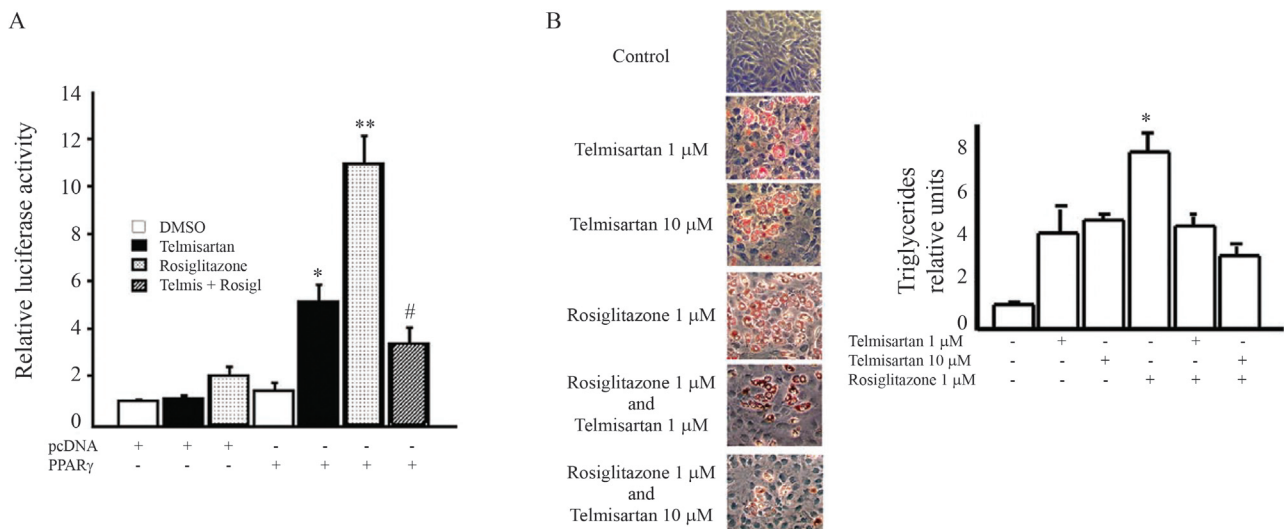 A
Relative luciferase activity
14
12
10
8
6
4
2
0
DMSO
Telmisartan
Rosiglitazone
Telmis + Rosigl
*
**
#
pcDNA + + + - - - -
PPARγ - - - + + + +
B
Control
Telmisartan 1 μM
Telmisartan 10 μM
Rosiglitazone 1 μM
Rosiglitazone 1 μM
and
Telmisartan 1 μM
Rosiglitazone 1 μM
and
Telmisartan 10 μM
Triglycerides
relative units
8
6
4
2
0
*
Telmisartan 1 μM - + - - + -
Telmisartan 10 μM - - + - - +
Rosiglitazone 1 μM - - - + + +